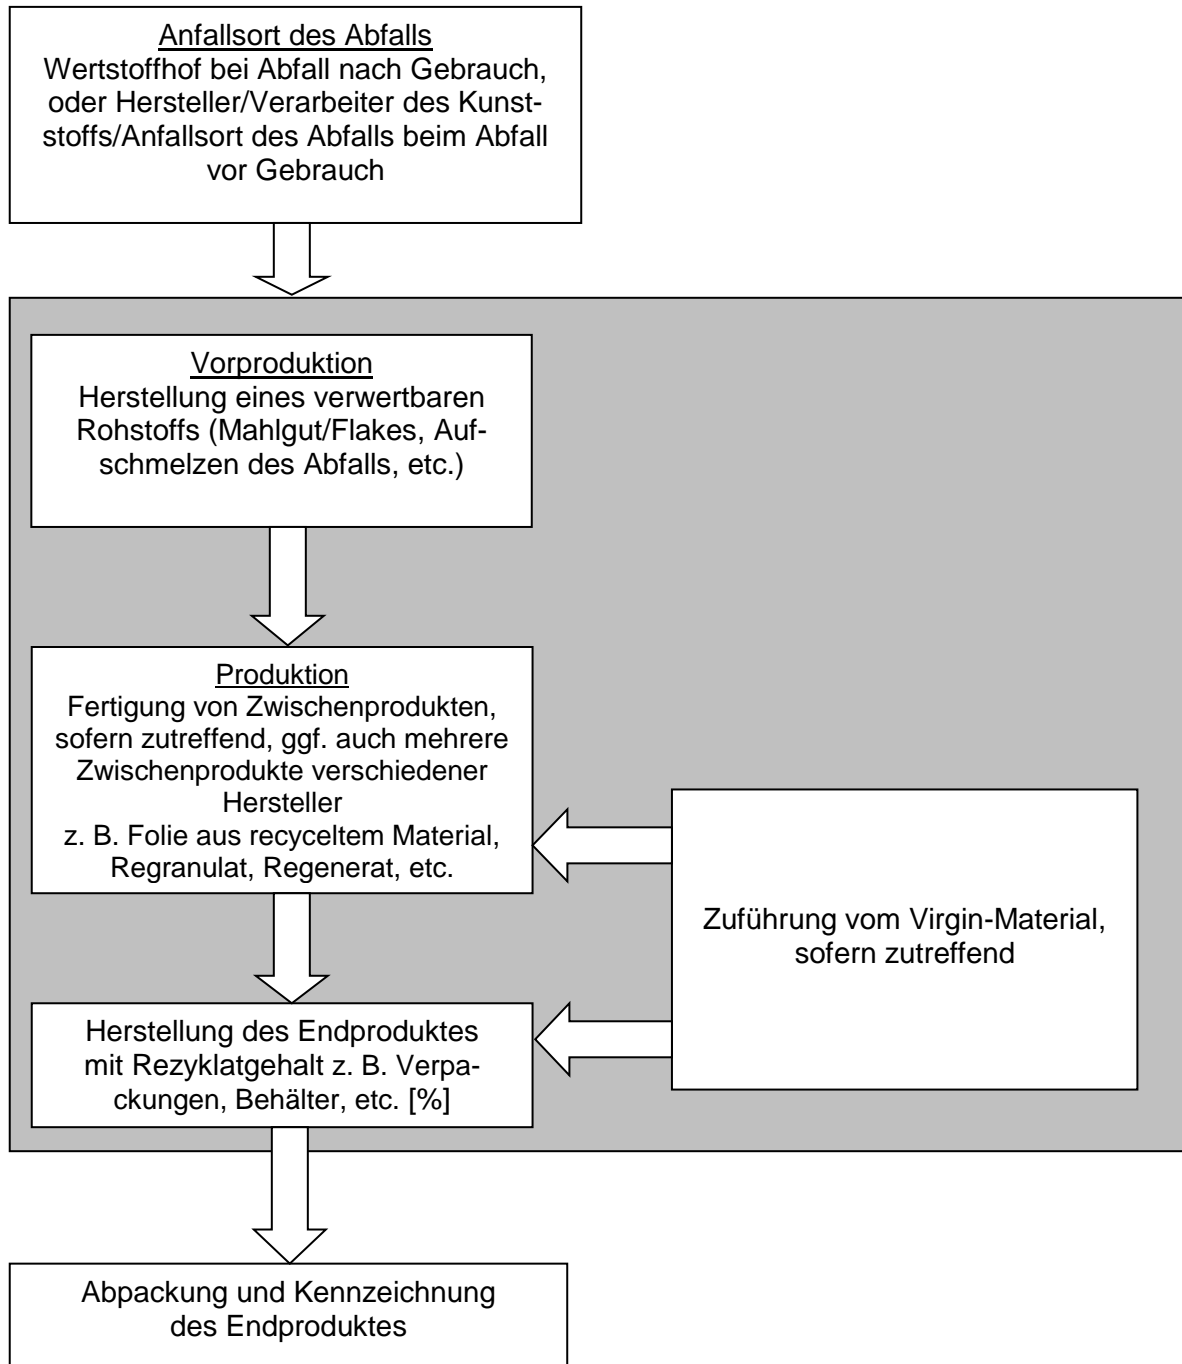 Anfallsort des Abfalls
Wertstoffhof bei Abfall nach Gebrauch,
oder Hersteller/Verarbeiter des Kunst-
stoffs/Anfallsort des Abfalls beim Abfall
vor Gebrauch
Vorproduktion
Herstellung eines verwertbaren
Rohstoffs (Mahlgut/Flakes, Auf-
schmelzen des Abfalls, etc.)
Produktion
Fertigung von Zwischenprodukten,
sofern zutreffend, ggf. auch mehrere
Zwischenprodukte verschiedener
Hersteller
z. B. Folie aus recyceltem Material,
Regranulat, Regenerat, etc.
Zuführung vom Virgin-Material,
sofern zutreffend
Herstellung des Endproduktes
mit Rezyklatgehalt z. B. Verpa-
ckungen, Behälter, etc. [%]
Abpackung und Kennzeichnung
des Endproduktes